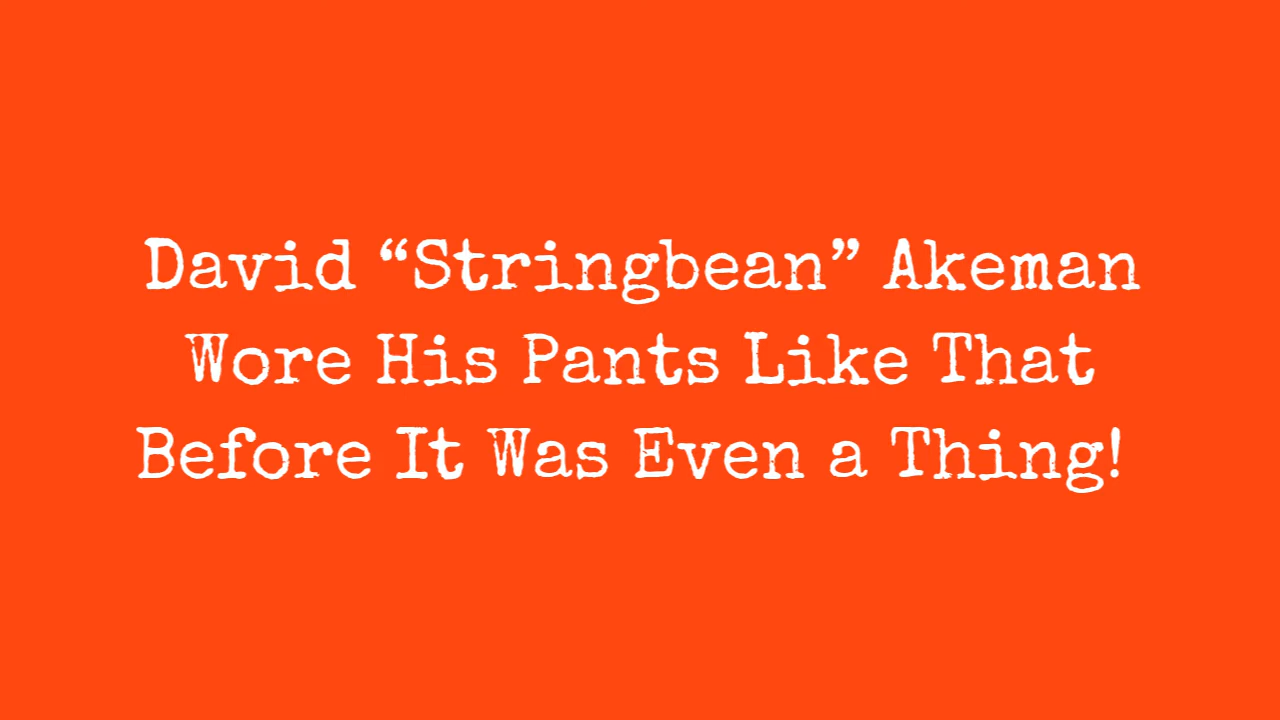 David “Stringbean” Akeman
Wore His Pants Like That
Before It Was Even a Thing!